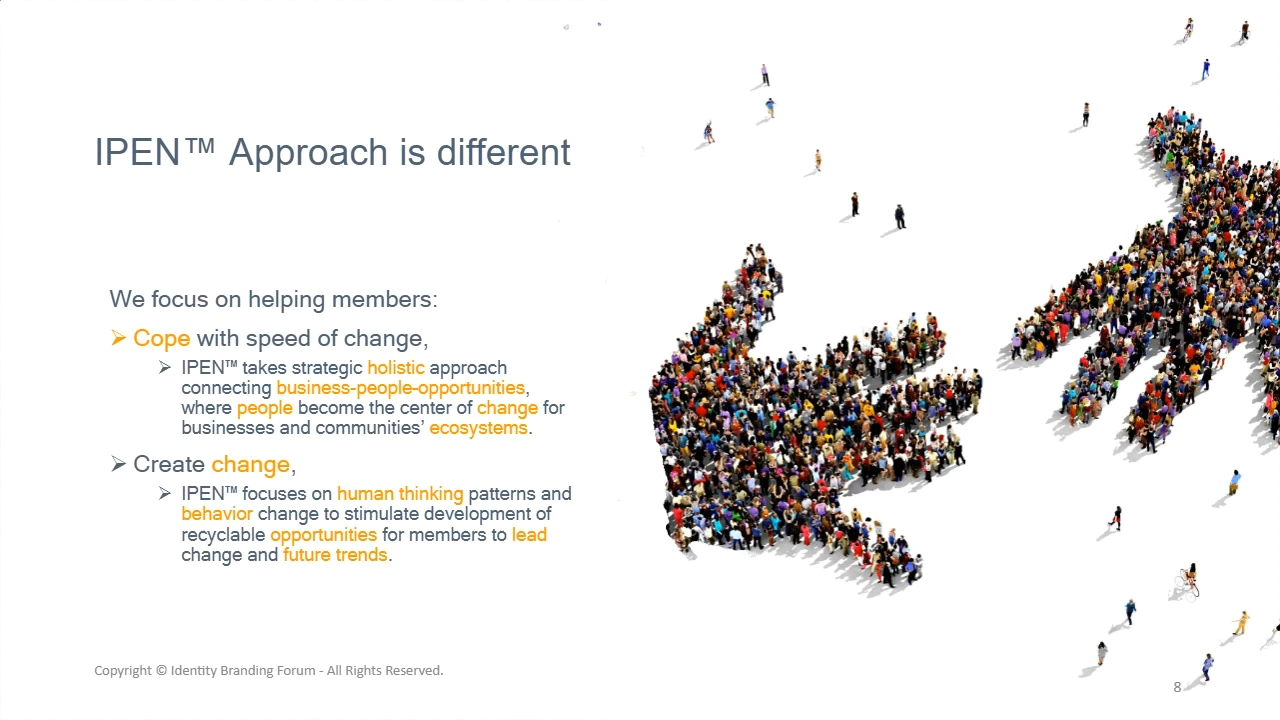 IPEN™ Approach is different
We focus on helping members:
➢ Cope with speed of change,
➢ IPEN™ takes strategic holistic approach
connecting business-people-opportunities,
where people become the center of change for
businesses and communities’ ecosystems.
➢ Create change,
➢ IPEN™ focuses on human thinking patterns and
behavior change to stimulate development of
recyclable opportunities for members to lead
change and future trends.
Copyright © Identity Branding Forum - All Rights Reserved.
8